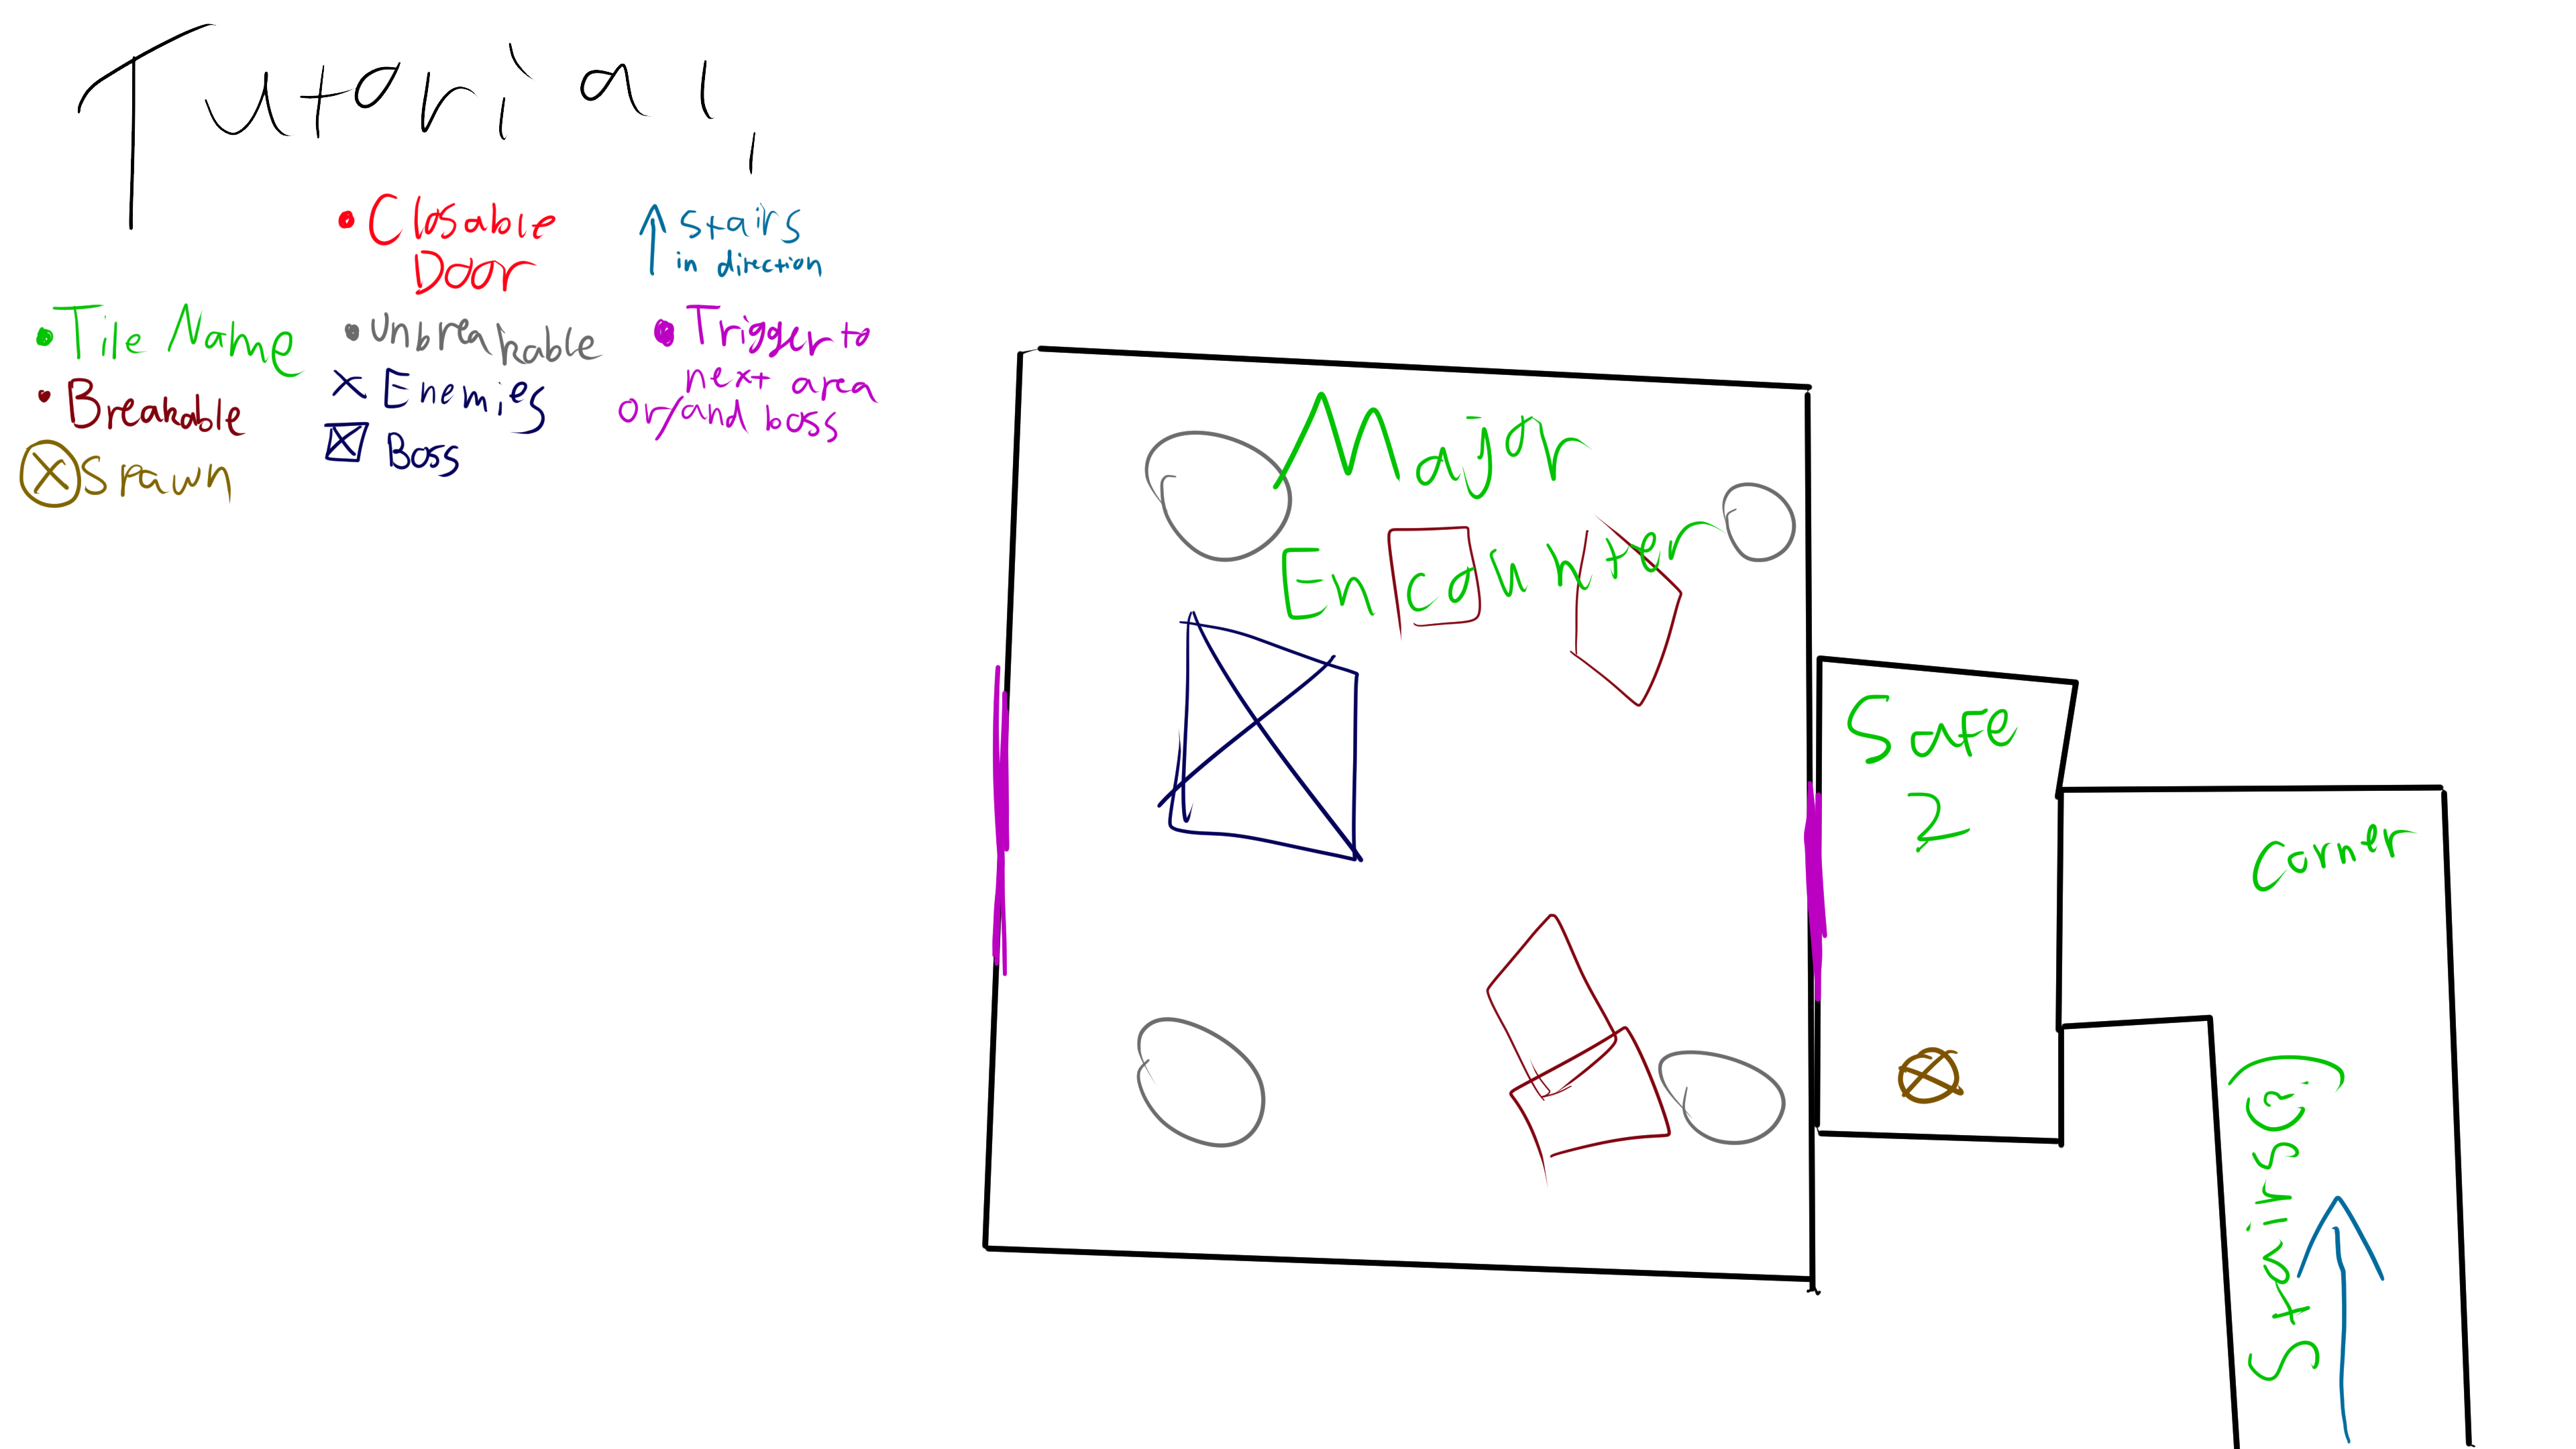 Tutorial,
• Closable
Door
↑ stairs
in direction
• Tile Name
• unbreakable
• Trigger to
next area
or/and boss
• Breakable
X Enemies
Spawn
Boss
Major
Encounter
Safe
2
Corner
Stairs(?)